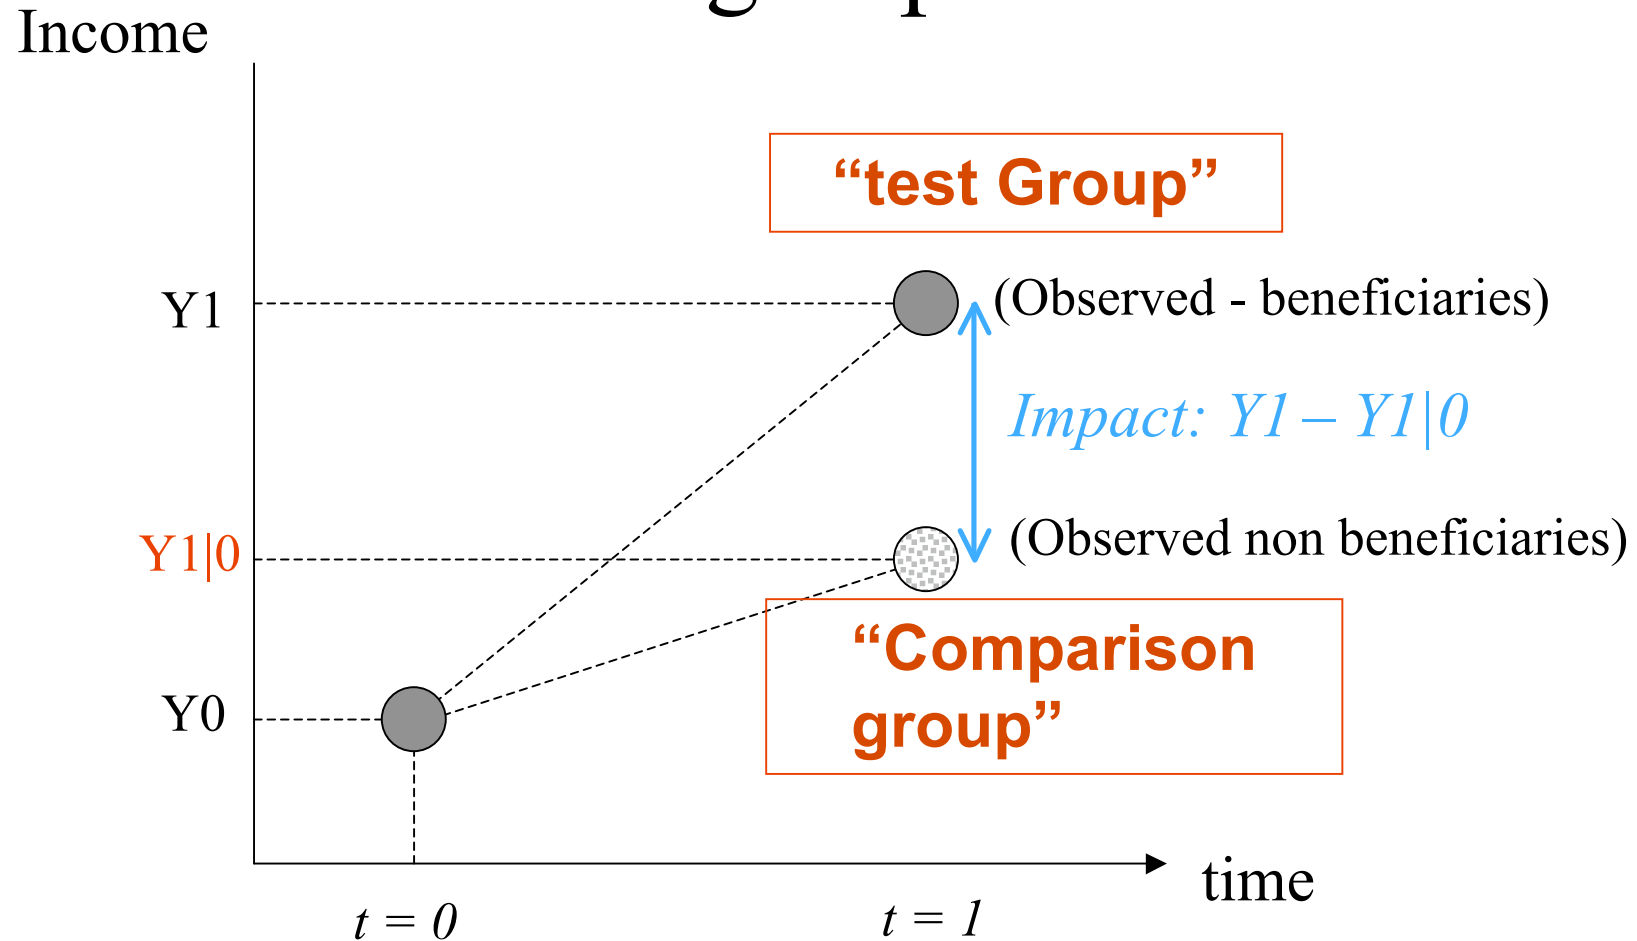 Income
“test Group”
Y1
(Observed - beneficiaries)
Impact: Y1 – Y1|0
Y1|0
(Observed non beneficiaries)
“Comparison
group”
Y0
time
t = 0
t = 1